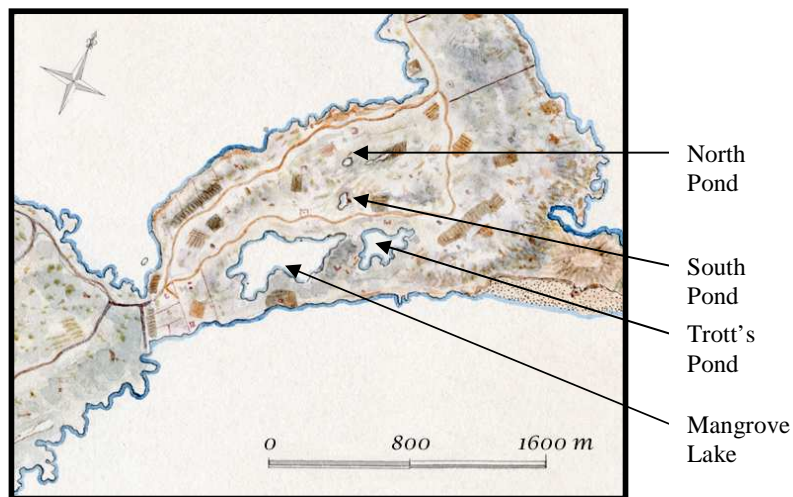 North
Pond
South
Pond
Trott's
Pond
Mangrove
Lake
0 800 1600 m